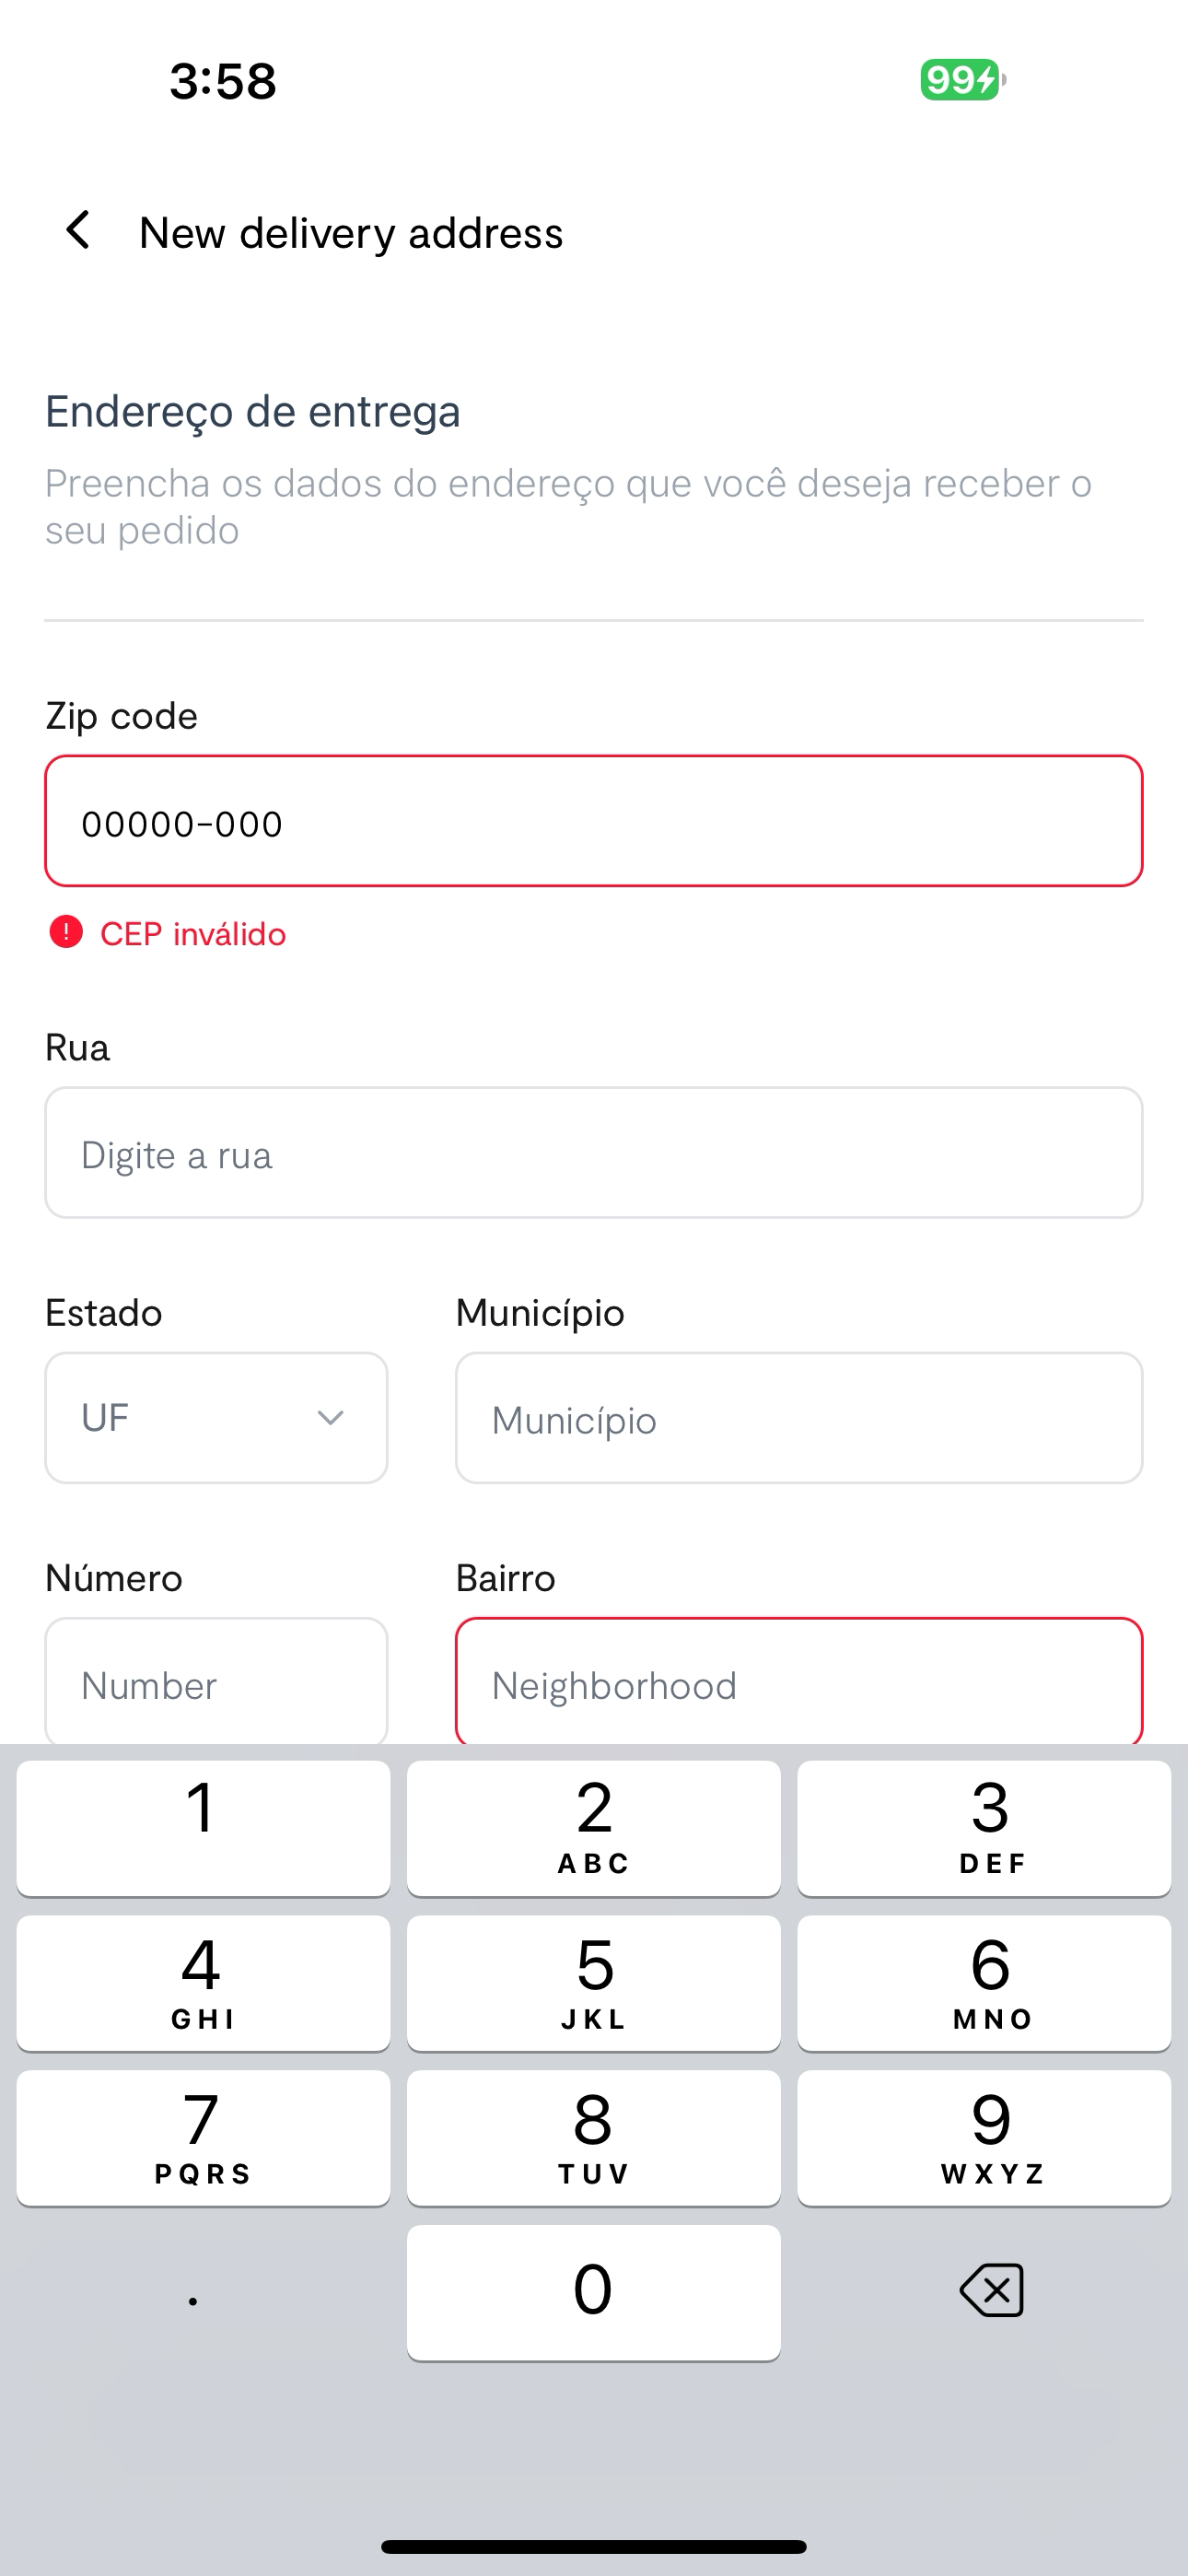 3:58
99
New delivery address
Endereço de entrega
Preencha os dados do endereço que você deseja receber o
seu pedido
Zip code
00000-000
! CEP inválido
Rua
Digite a rua
Estado Município
UF Município
Número Bairro
Number Neighborhood
1 2 3
ABC DEF
4 5 6
GHI JKL MNO
7 8 9
PQRS TUV WXYZ
. 0